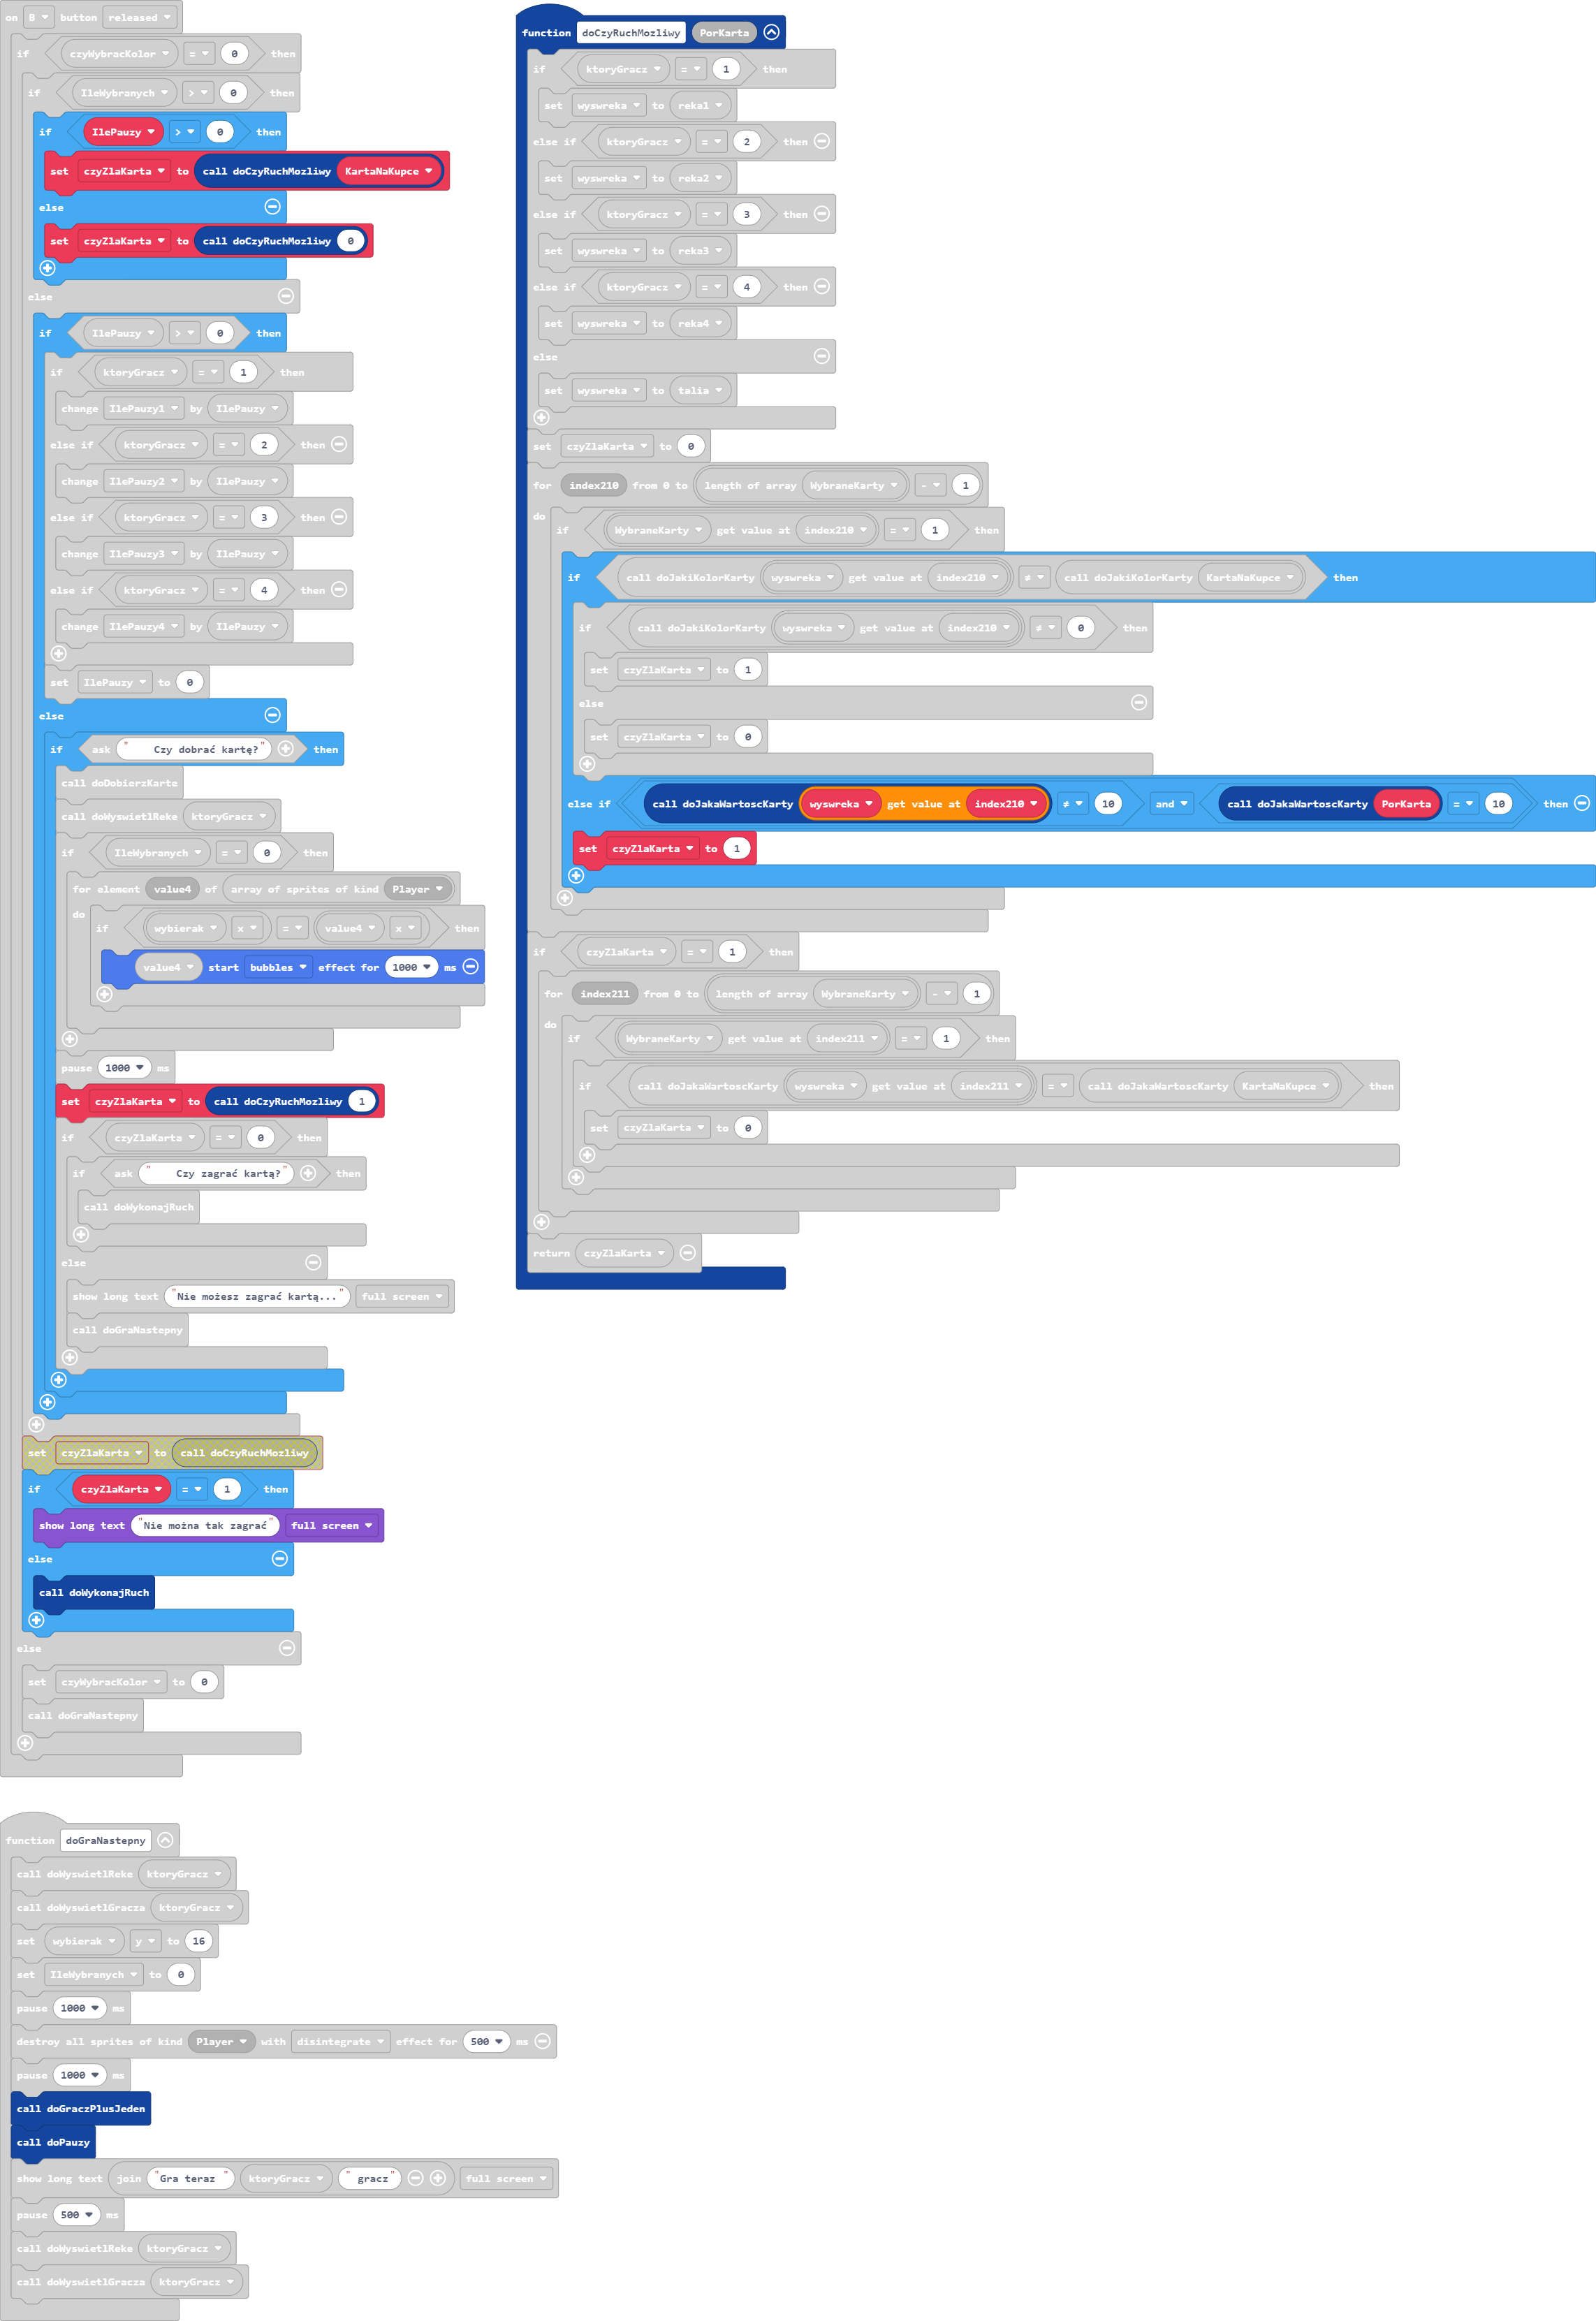 on B button released
if czyWybracKolor = 0 then
if IleWybranych > 0 then
if IlePauzy > 0 then
set czyZlaKarta to call doCzyRuchMozliwy KartaNaKupce
else
set czyZlaKarta to call doCzyRuchMozliwy 0
else
if IlePauzy > 0 then
if ktoryGracz = 1 then
change IlePauzy1 by IlePauzy
else if ktoryGracz = 2 then
change IlePauzy2 by IlePauzy
else if ktoryGracz = 3 then
change IlePauzy3 by IlePauzy
else if ktoryGracz = 4 then
change IlePauzy4 by IlePauzy
set IlePauzy to 0
else
if ask " Czy dobrać kartę?" then
call doDobierzKarte
call doWyswietlReke ktoryGracz
if IleWybranych = 0 then
for element value4 of array of sprites of kind Player
do
if wybierak x = value4 x then
value4 start bubbles effect for 1000 ms
pause 1000 ms
set czyZlaKarta to call doCzyRuchMozliwy 1
if czyZlaKarta = 0 then
if ask " Czy zagrać kartą?" then
call doWykonajRuch
else
show long text "Nie możesz zagrać kartą..." full screen
call doGraNastepny
set czyZlaKarta to call doCzyRuchMozliwy
if czyZlaKarta = 1 then
show long text "Nie można tak zagrać" full screen
else
call doWykonajRuch
else
set czyWybracKolor to 0
call doGraNastepny
function doGraNastepny
call doWyswietlReke ktoryGracz
call doWyswietlGracza ktoryGracz
set wybierak y to 16
set IleWybranych to 0
pause 1000 ms
destroy all sprites of kind Player with disintegrate effect for 500 ms
pause 1000 ms
call doGraczPlusJeden
call doPauzy
show long text join "Gra teraz " ktoryGracz " gracz" full screen
pause 500 ms
call doWyswietlReke ktoryGracz
call doWyswietlGracza ktoryGracz
function doCzyRuchMozliwy PorKarta
if ktoryGracz = 1 then
set wyswreka to reka1
else if ktoryGracz = 2 then
set wyswreka to reka2
else if ktoryGracz = 3 then
set wyswreka to reka3
else if ktoryGracz = 4 then
set wyswreka to reka4
else
set wyswreka to talia
set czyZlaKarta to 0
for index210 from 0 to length of array WybraneKarty - 1
do
if WybraneKarty get value at index210 = 1 then
if call doJakiKolorKarty wyswreka get value at index210 ≠ call doJakiKolorKarty KartaNaKupce then
if call doJakiKolorKarty wyswreka get value at index210 ≠ 0 then
set czyZlaKarta to 1
else
set czyZlaKarta to 0
else if call doJakaWartoscKarty wyswreka get value at index210 ≠ 10 and call doJakaWartoscKarty PorKarta = 10 then
set czyZlaKarta to 1
if czyZlaKarta = 1 then
for index211 from 0 to length of array WybraneKarty - 1
do
if WybraneKarty get value at index211 = 1 then
if call doJakaWartoscKarty wyswreka get value at index211 = call doJakaWartoscKarty KartaNaKupce then
set czyZlaKarta to 0
return czyZlaKarta